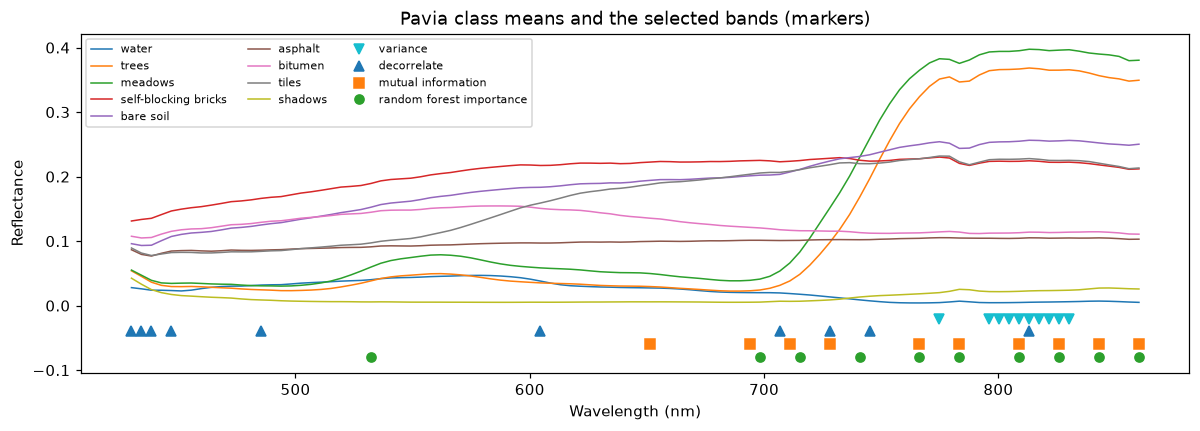 Pavia class means and the selected bands (markers)
water
trees
meadows
self-blocking bricks
bare soil
asphalt
bitumen
tiles
shadows
variance
decorrelate
mutual information
random forest importance
Reflectance
0.4
0.3
0.2
0.1
0.0
−0.1
500 600 700 800
Wavelength (nm)